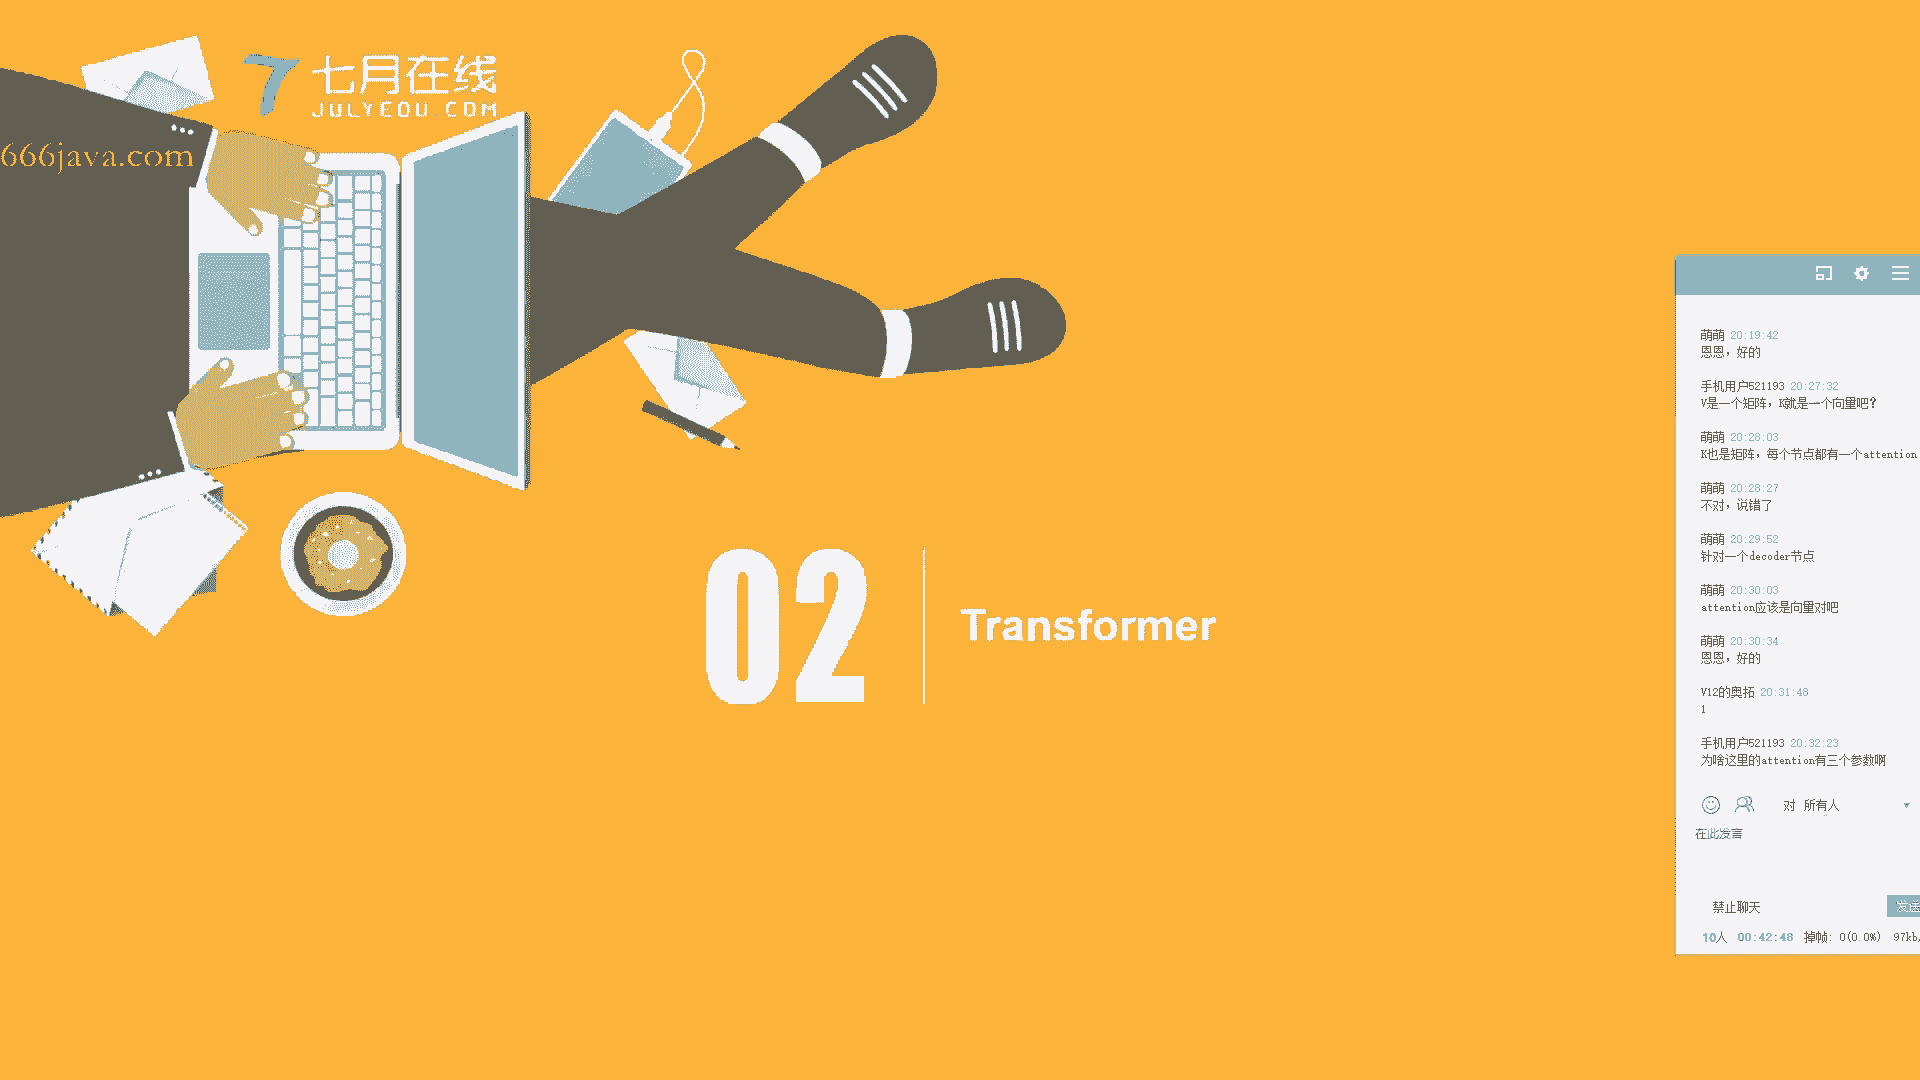 七月在线
JULYEDU.COM
666java.com
02
Transformer
萌萌 20:19:42
恩恩，好的
手机用户521193 20:27:32
V是一个矩阵，K就是一个向量吧？
萌萌 20:28:03
K也是矩阵，每个节点都有一个attention
萌萌 20:28:27
不对，说错了
萌萌 20:29:52
针对一个decoder节点
萌萌 20:30:03
attention应该是向量对吧
萌萌 20:30:34
恩恩，好的
V12的奥拓 20:31:48
1
手机用户521193 20:32:23
为啥这里的attention有三个参数啊
对 所有人
在此发言
禁止聊天
发送
10人 00:42:48 掉帧: 0(0.0%) 97kb/